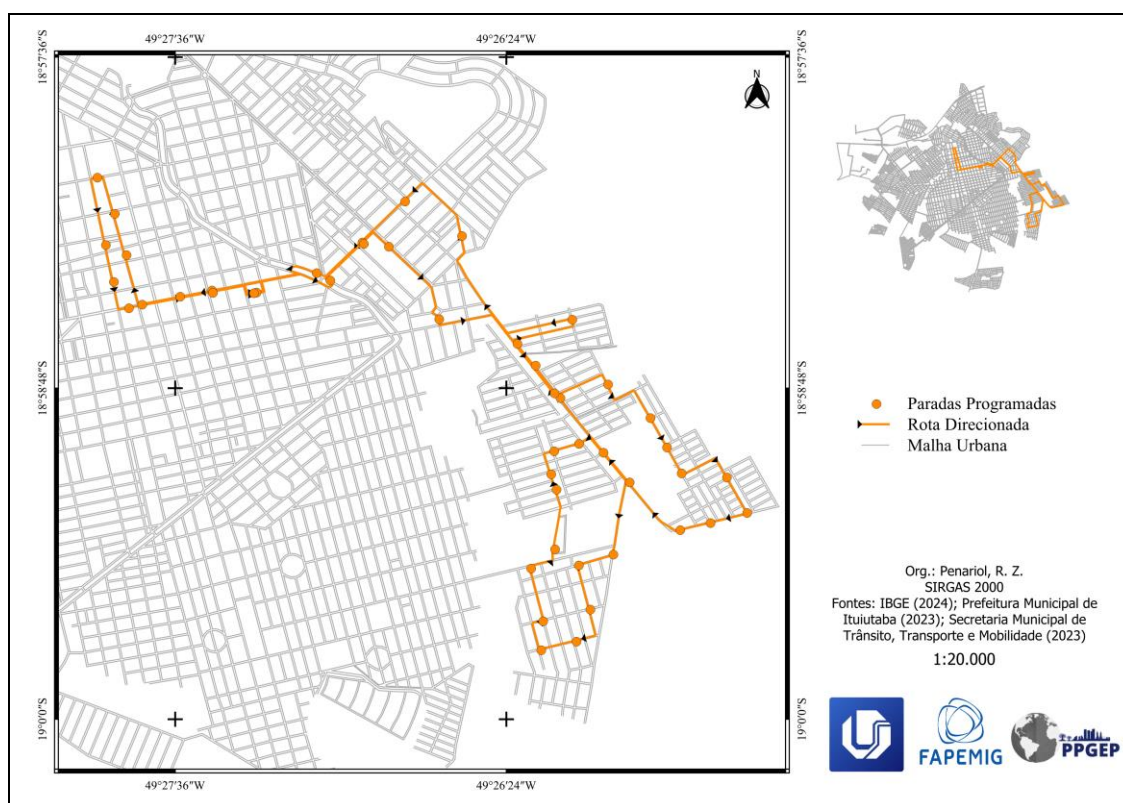 49°27'36"W
49°26'24"W
18°57'36"S
18°57'36"S
N
18°58'48"S
18°58'48"S
Paradas Programadas
Rota Direcionada
Malha Urbana
Org.: Penariol, R. Z.
SIRGAS 2000
Fontes: IBGE (2024); Prefeitura Municipal de
Ituiutaba (2023); Secretaria Municipal de
Trânsito, Transporte e Mobilidade (2023)
1:20.000
19°0'0"S
19°0'0"S
FAPEMIG
PPGEP
49°27'36"W
49°26'24"W